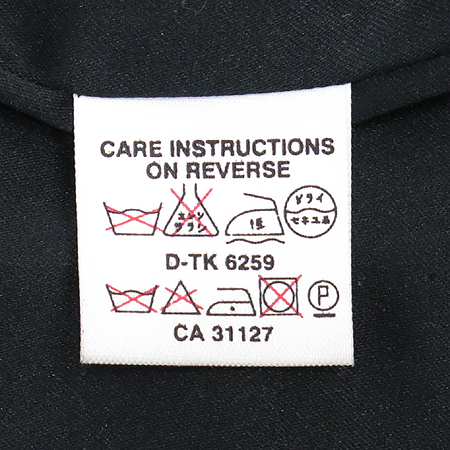 CARE INSTRUCTIONS
ON REVERSE
エンソ
サラシ
低
ドライ
セキユ系
D-TK 6259
P
CA 31127